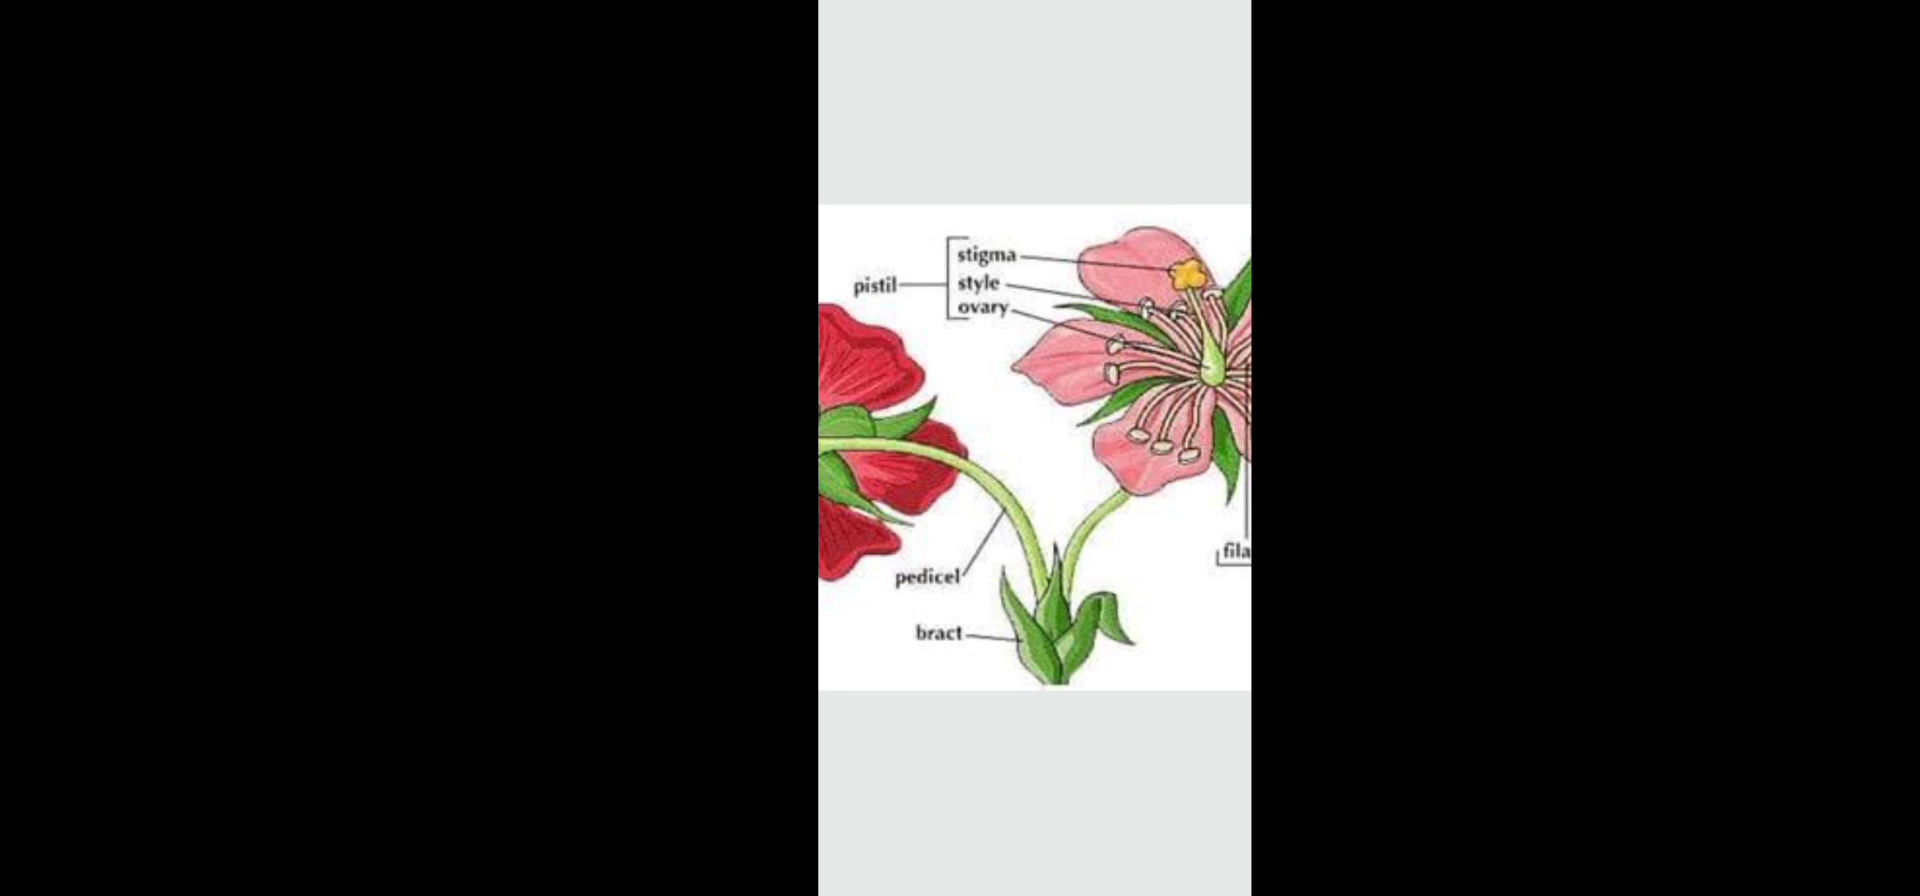 stigma
pistil
style
ovary
fila
pedicel
bract